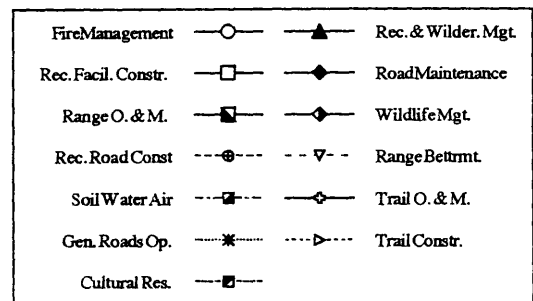 FireManagement Rec. & Wilder. Mgt.
Rec. Facil. Constr. RoadMaintenance
Range O. & M. WildlifeMgt.
Rec. Road Const Range Bettrmt.
Soil Water Air Trail O. & M.
Gen. Roads Op. Trail Constr.
Cultural Res.